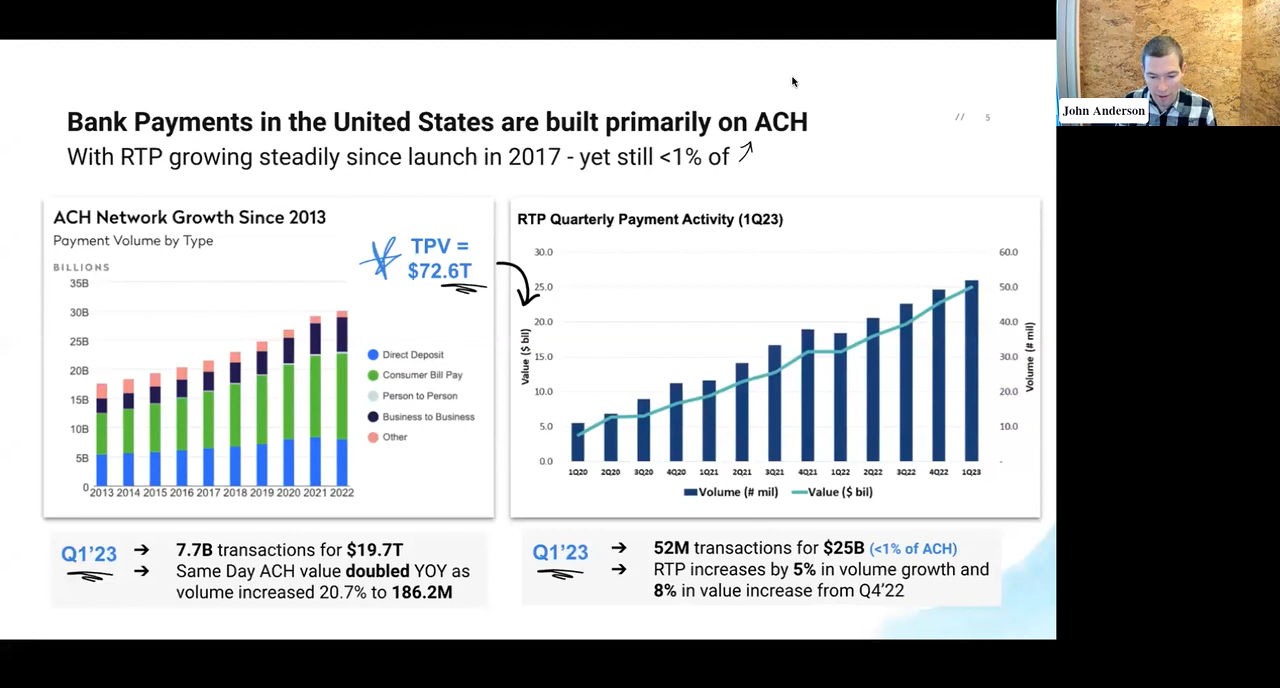 John Anderson
Bank Payments in the United States are built primarily on ACH
// 5
With RTP growing steadily since launch in 2017 - yet still <1% of
ACH Network Growth Since 2013
Payment Volume by Type
BILLIONS
TPV =
$72.6T
35B
30B
25B
20B
15B
10B
5B
0
2013 2014 2015 2016 2017 2018 2019 2020 2021 2022
Direct Deposit
Consumer Bill Pay
Person to Person
Business to Business
Other
RTP Quarterly Payment Activity (1Q23)
Value ($ bil)
30.0
25.0
20.0
15.0
10.0
5.0
0.0
60.0
50.0
40.0
30.0
20.0
10.0
-
Volume (# mil)
1Q20 2Q20 3Q20 4Q20 1Q21 2Q21 3Q21 4Q21 1Q22 2Q22 3Q22 4Q22 1Q23
Volume (# mil) Value ($ bil)
Q1’23
➔ 7.7B transactions for $19.7T
➔ Same Day ACH value doubled YOY as
volume increased 20.7% to 186.2M
Q1’23
➔ 52M transactions for $25B (<1% of ACH)
➔ RTP increases by 5% in volume growth and
8% in value increase from Q4’22